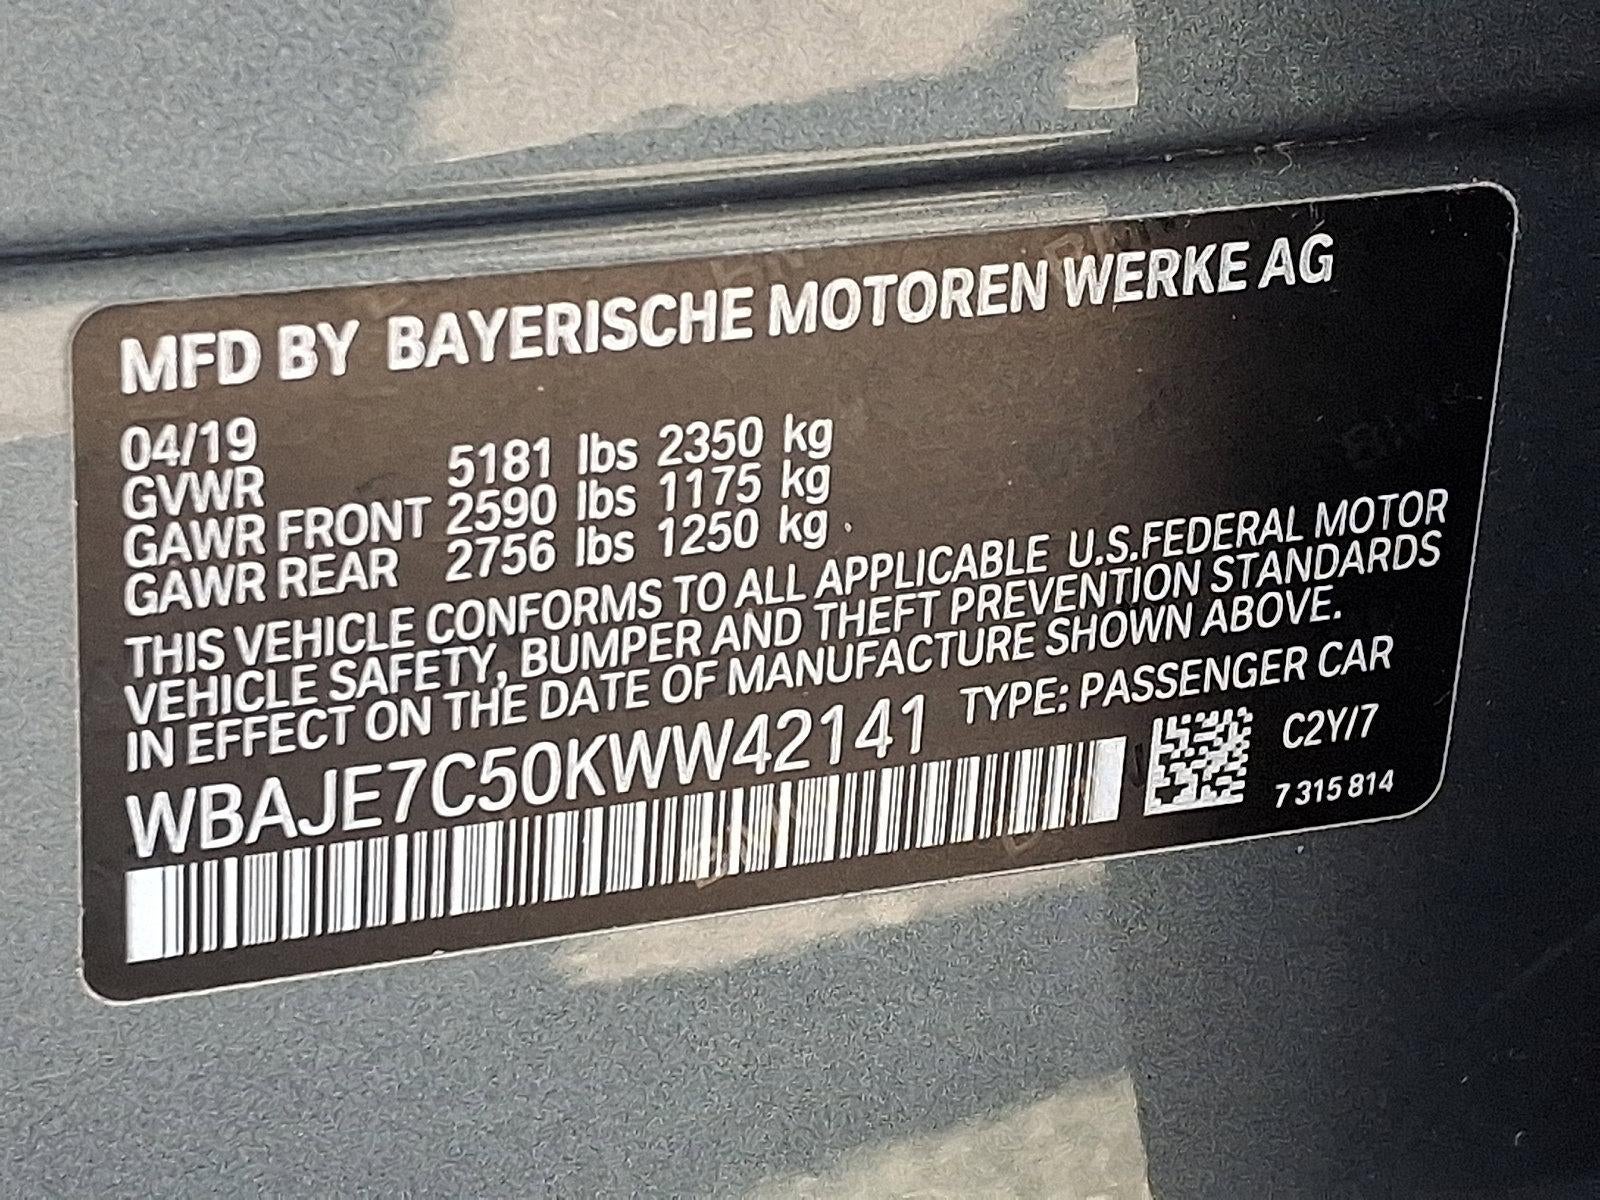 MFD BY BAYERISCHE MOTOREN WERKE AG
04/19
GVWR 5181 lbs 2350 kg
GAWR FRONT 2590 lbs 1175 kg
GAWR REAR 2756 lbs 1250 kg
THIS VEHICLE CONFORMS TO ALL APPLICABLE U.S.FEDERAL MOTOR
VEHICLE SAFETY, BUMPER AND THEFT PREVENTION STANDARDS
IN EFFECT ON THE DATE OF MANUFACTURE SHOWN ABOVE.
WBAJE7C50KWW42141 TYPE: PASSENGER CAR
C2Y/7
7 315 814